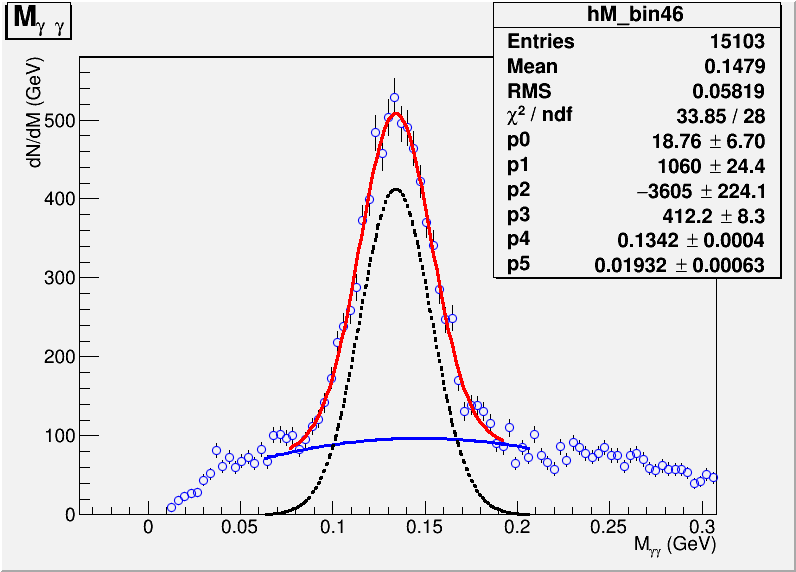 M γ γ
hM_bin46
Entries 15103
Mean 0.1479
RMS 0.05819
χ² / ndf 33.85 / 28
p0 18.76 ± 6.70
p1 1060 ± 24.4
p2 −3605 ± 224.1
p3 412.2 ± 8.3
p4 0.1342 ± 0.0004
p5 0.01932 ± 0.00063
dN/dM (GeV)
500
400
300
200
100
0
0 0.05 0.1 0.15 0.2 0.25 0.3
M γγ (GeV)